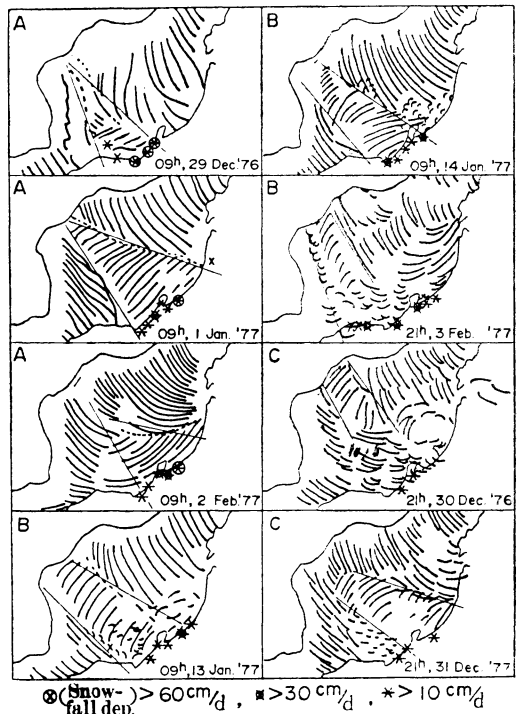 A
09h, 29 Dec.'76
B
09h, 14 Jan. '77
A
x
09h, 1 Jan. '77
B
21h, 3 Feb. '77
A
09h, 2 Feb.'77
C
21h, 30 Dec. '76
B
09h, 13 Jan. '77
C
21h, 31 Dec. '77
⊗(Snow-fall dep.) > 60 cm/d , ✖ > 30 cm/d , * > 10 cm/d